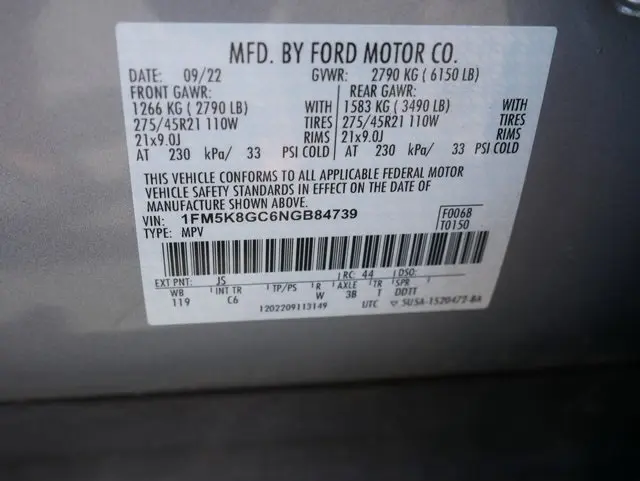 MFD. BY FORD MOTOR CO.
DATE: 09/22 GVWR: 2790 KG ( 6150 LB)
FRONT GAWR: REAR GAWR:
1266 KG ( 2790 LB) WITH 1583 KG ( 3490 LB) WITH
275/45R21 110W TIRES 275/45R21 110W TIRES
21x9.0J RIMS 21x9.0J RIMS
AT 230 kPa/ 33 PSI COLD AT 230 kPa/ 33 PSI COLD
THIS VEHICLE CONFORMS TO ALL APPLICABLE FEDERAL MOTOR
VEHICLE SAFETY STANDARDS IN EFFECT ON THE DATE OF
MANUFACTURE SHOWN ABOVE.
VIN: 1FM5K8GC6NGB84739 F0068
TYPE: MPV T0150
EXT PNT: JS RC: 44 DSO:
WB INT TR TP/PS R AXLE TR SPR
119 C6 W 3B T DDTT
1202209113149 UTC 5U5A-1520472-BA